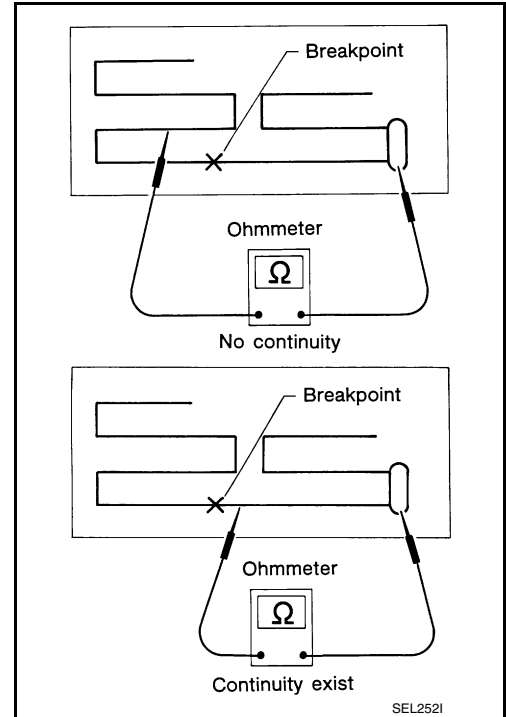 Breakpoint
Ohmmeter
Ω
No continuity
Breakpoint
Ohmmeter
Ω
Continuity exist
SEL252I